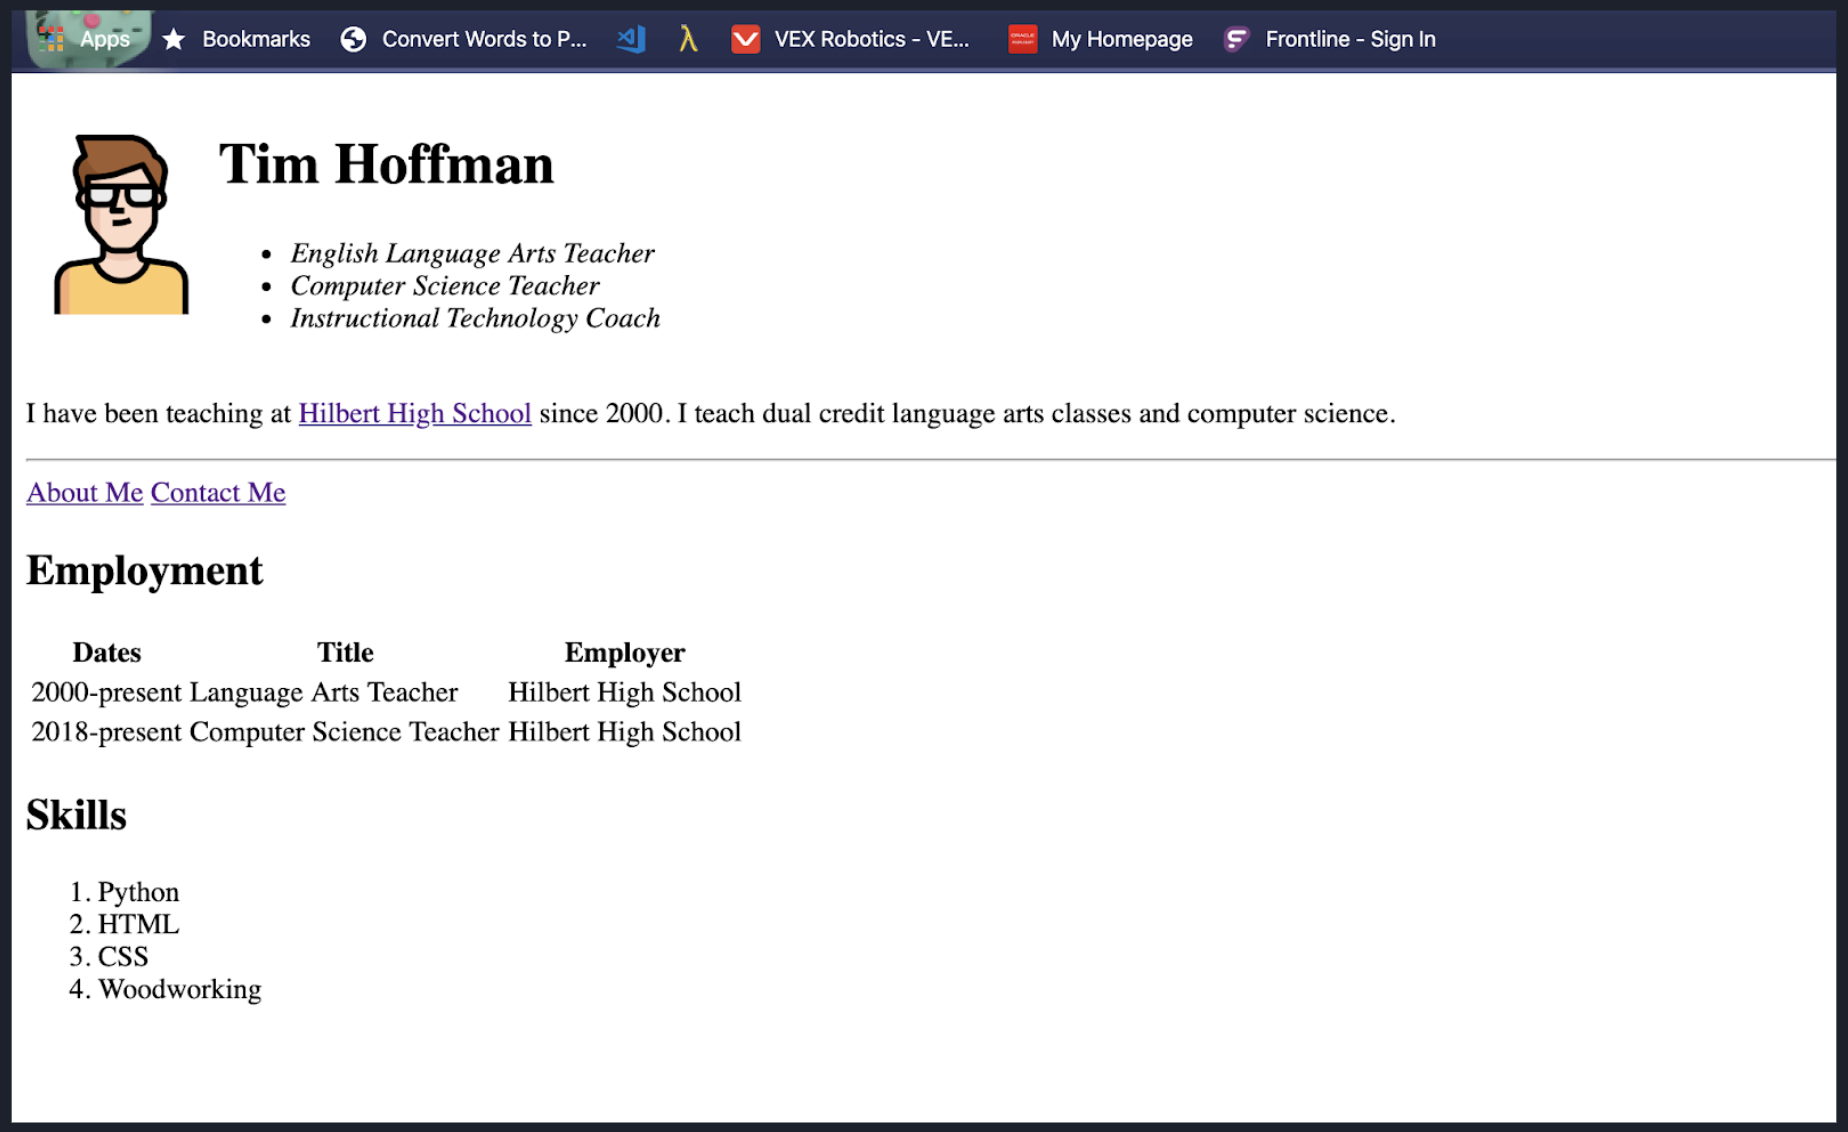 Apps Bookmarks Convert Words to P... VEX Robotics - VE... My Homepage Frontline - Sign In
Tim Hoffman
• English Language Arts Teacher
• Computer Science Teacher
• Instructional Technology Coach
I have been teaching at Hilbert High School since 2000. I teach dual credit language arts classes and computer science.
About Me Contact Me
Employment
Dates Title Employer
2000-present Language Arts Teacher Hilbert High School
2018-present Computer Science Teacher Hilbert High School
Skills
1. Python
2. HTML
3. CSS
4. Woodworking